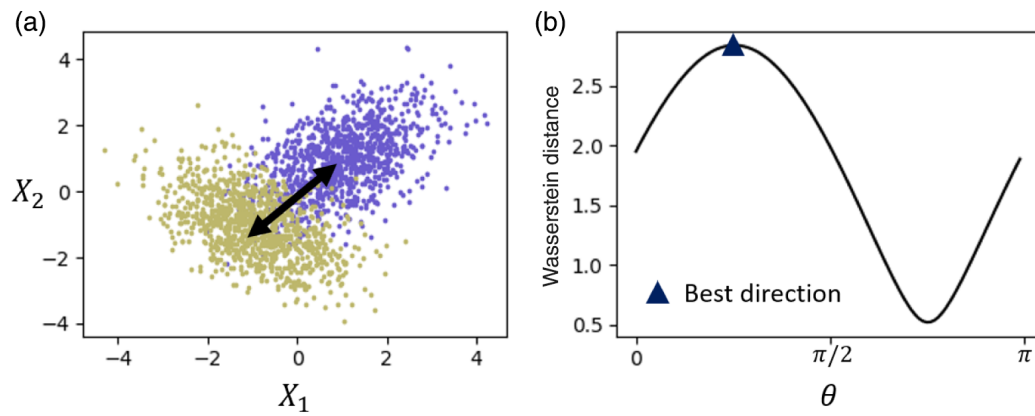 (a)
4
2
0
−2
−4
X₂
−4
−2
0
2
4
X₁
(b)
2.5
2.0
1.5
1.0
0.5
Wasserstein distance
Best direction
0
π/2
π
θ